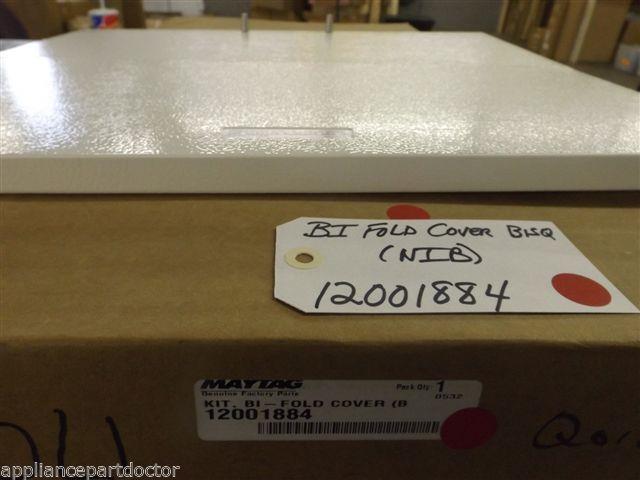 BI FOLD COVER BISQ
(NIB)
12001884
MAYTAG
Genuine Factory Parts
Pack Qty: 1
0532
KIT, BI-FOLD COVER (B
12001884
appliancepartdoctor